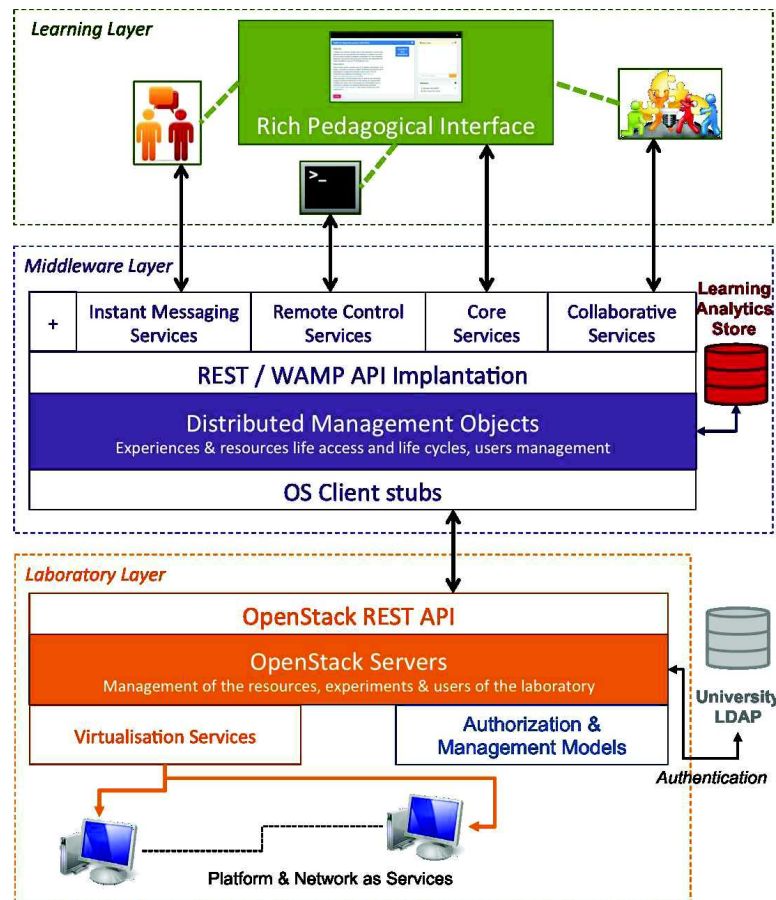 Learning Layer
Rich Pedagogical Interface
>_
Middleware Layer
+
Instant Messaging
Services
Remote Control
Services
Core
Services
Collaborative
Services
Learning
Analytics
Store
REST / WAMP API Implantation
Distributed Management Objects
Experiences & resources life access and life cycles, users management
OS Client stubs
Laboratory Layer
OpenStack REST API
OpenStack Servers
Management of the resources, experiments & users of the laboratory
Virtualisation Services
Authorization &
Management Models
University
LDAP
Authentication
Platform & Network as Services